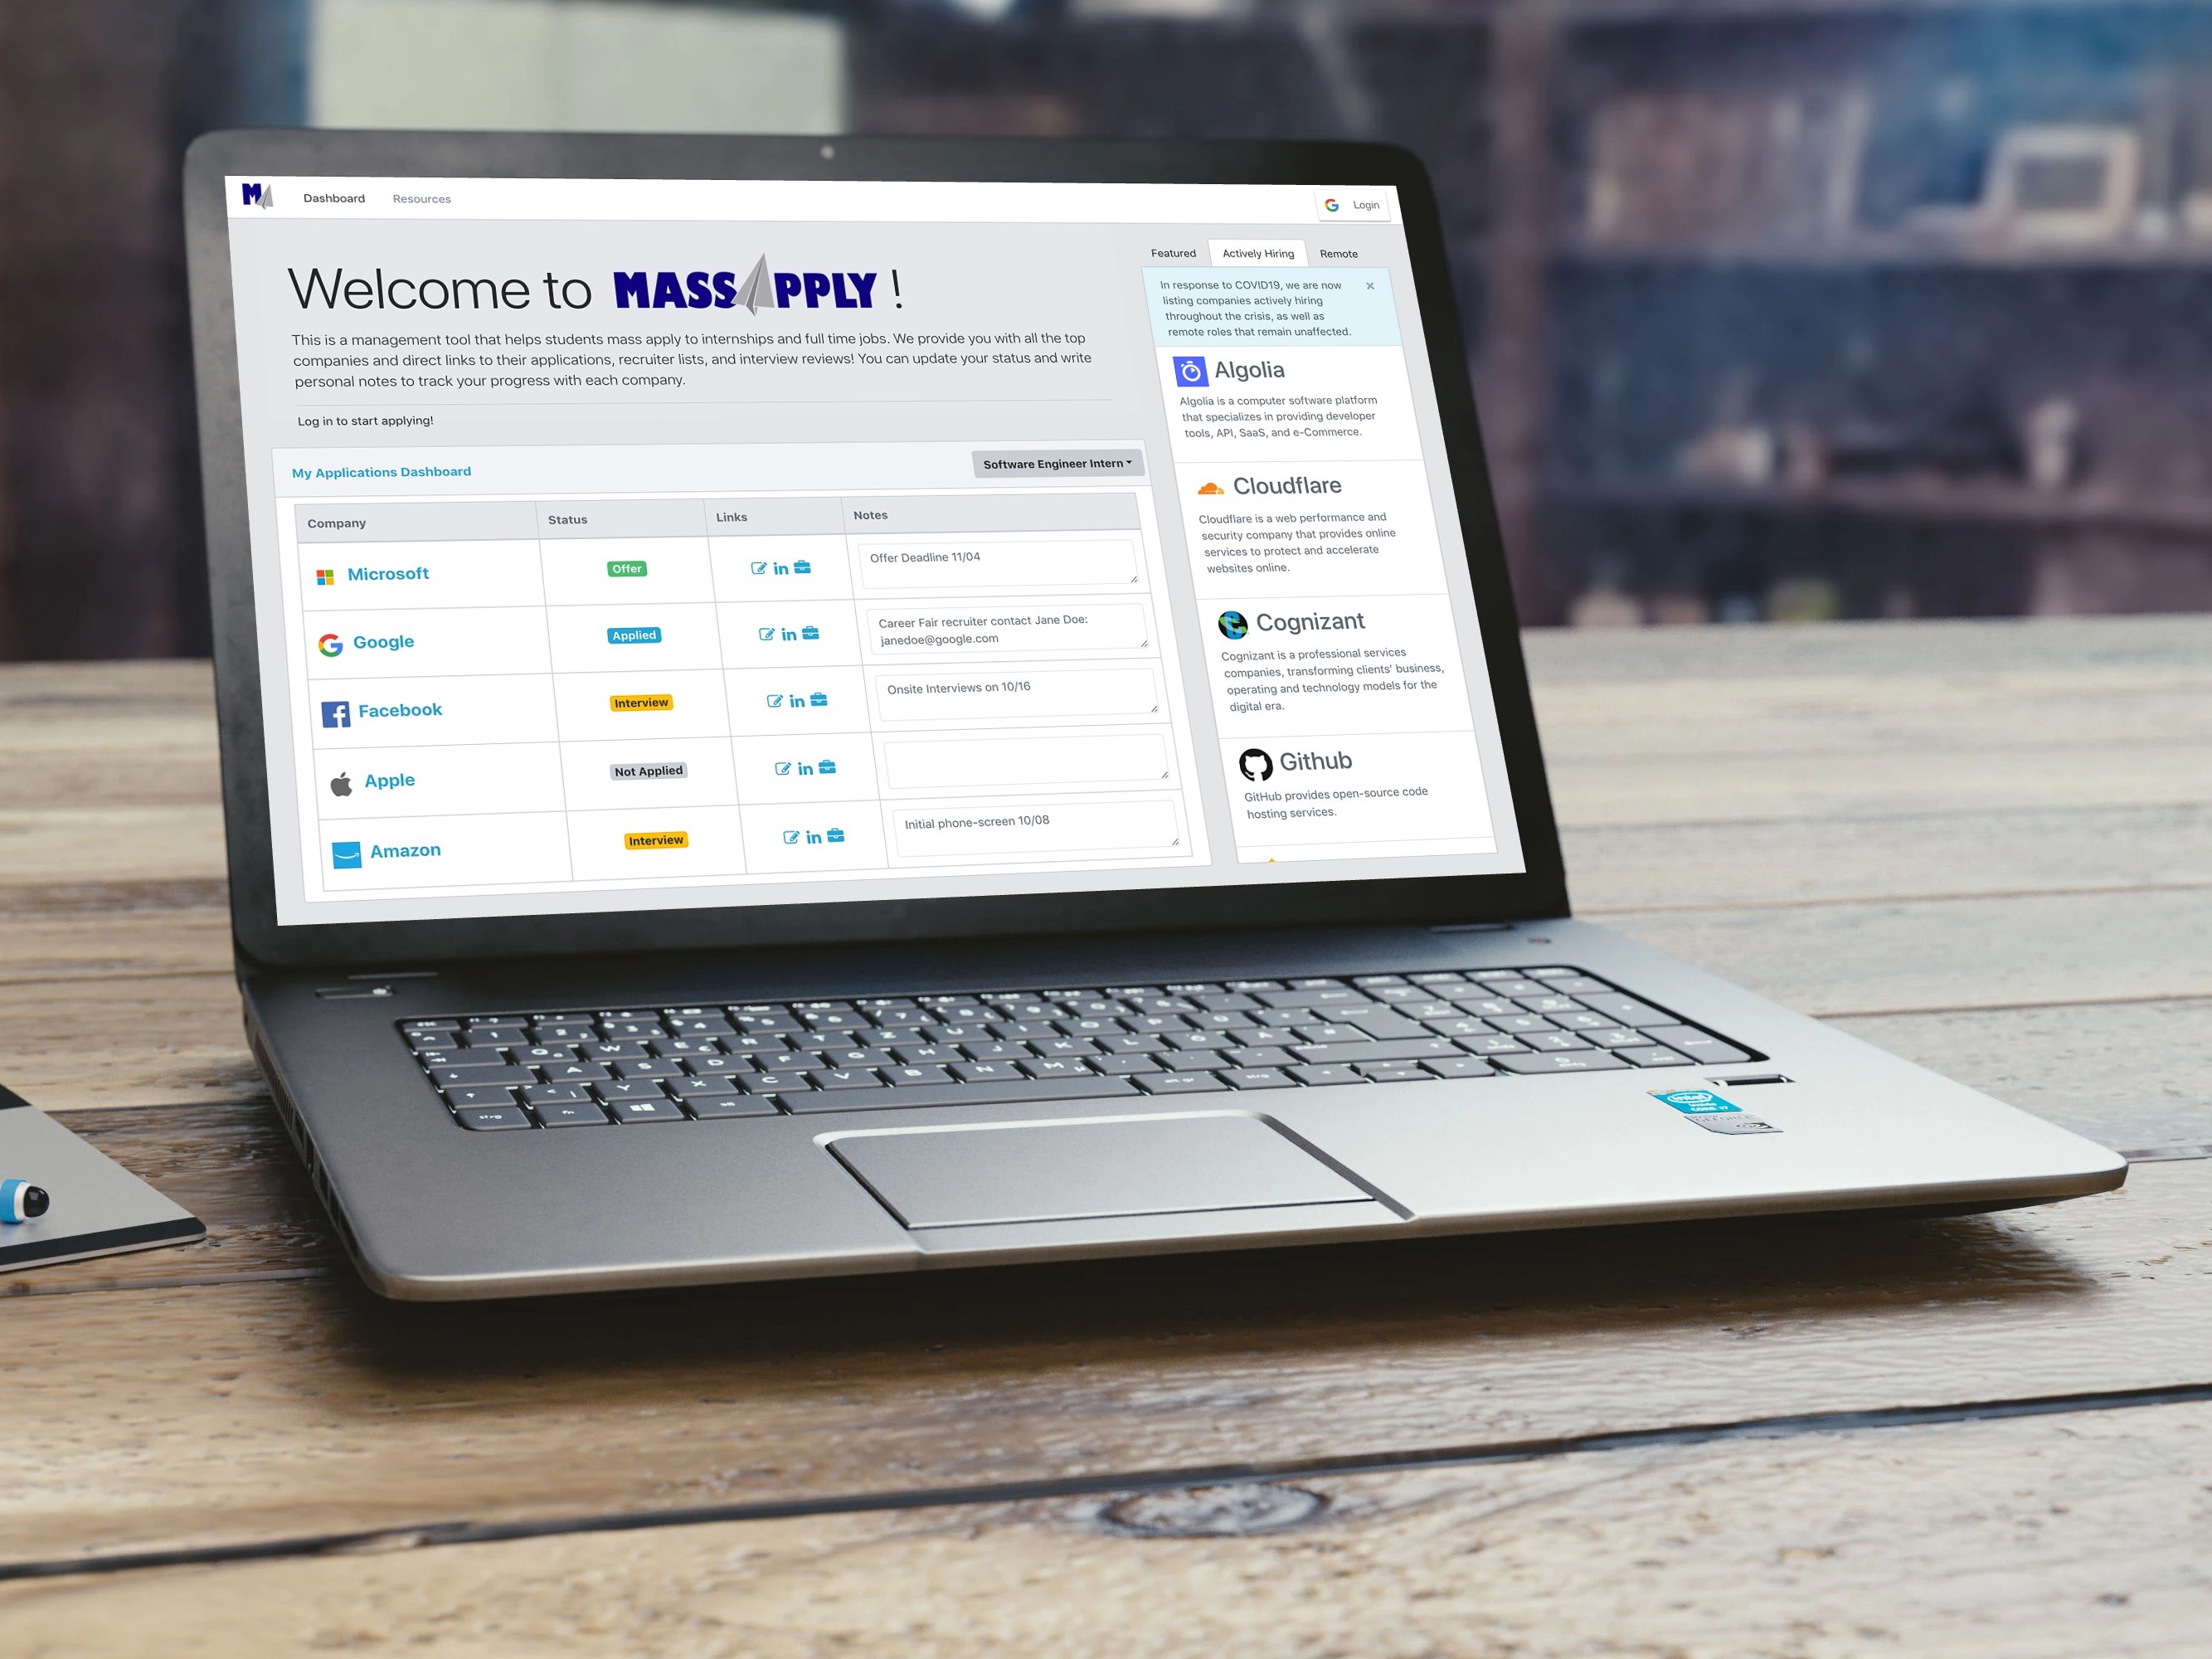 Dashboard
Resources
Login
Welcome to MASSAPPLY !
This is a management tool that helps students mass apply to internships and full time jobs. We provide you with all the top
companies and direct links to their applications, recruiter lists, and interview reviews! You can update your status and write
personal notes to track your progress with each company.
Log in to start applying!
My Applications Dashboard
Software Engineer Intern
Company
Status
Links
Notes
Microsoft
Offer
Offer Deadline 11/04
Google
Applied
Career Fair recruiter contact Jane Doe:
janedoe@google.com
Facebook
Interview
Onsite Interviews on 10/16
Apple
Not Applied
Amazon
Interview
Initial phone-screen 10/08
Featured
Actively Hiring
Remote
In response to COVID19, we are now
listing companies actively hiring
throughout the crisis, as well as
remote roles that remain unaffected.
Algolia
Algolia is a computer software platform
that specializes in providing developer
tools, API, SaaS, and e-Commerce.
Cloudflare
Cloudflare is a web performance and
security company that provides online
services to protect and accelerate
websites online.
Cognizant
Cognizant is a professional services
companies, transforming clients' business,
operating and technology models for the
digital era.
Github
GitHub provides open-source code
hosting services.
intel
inside
CORE i7